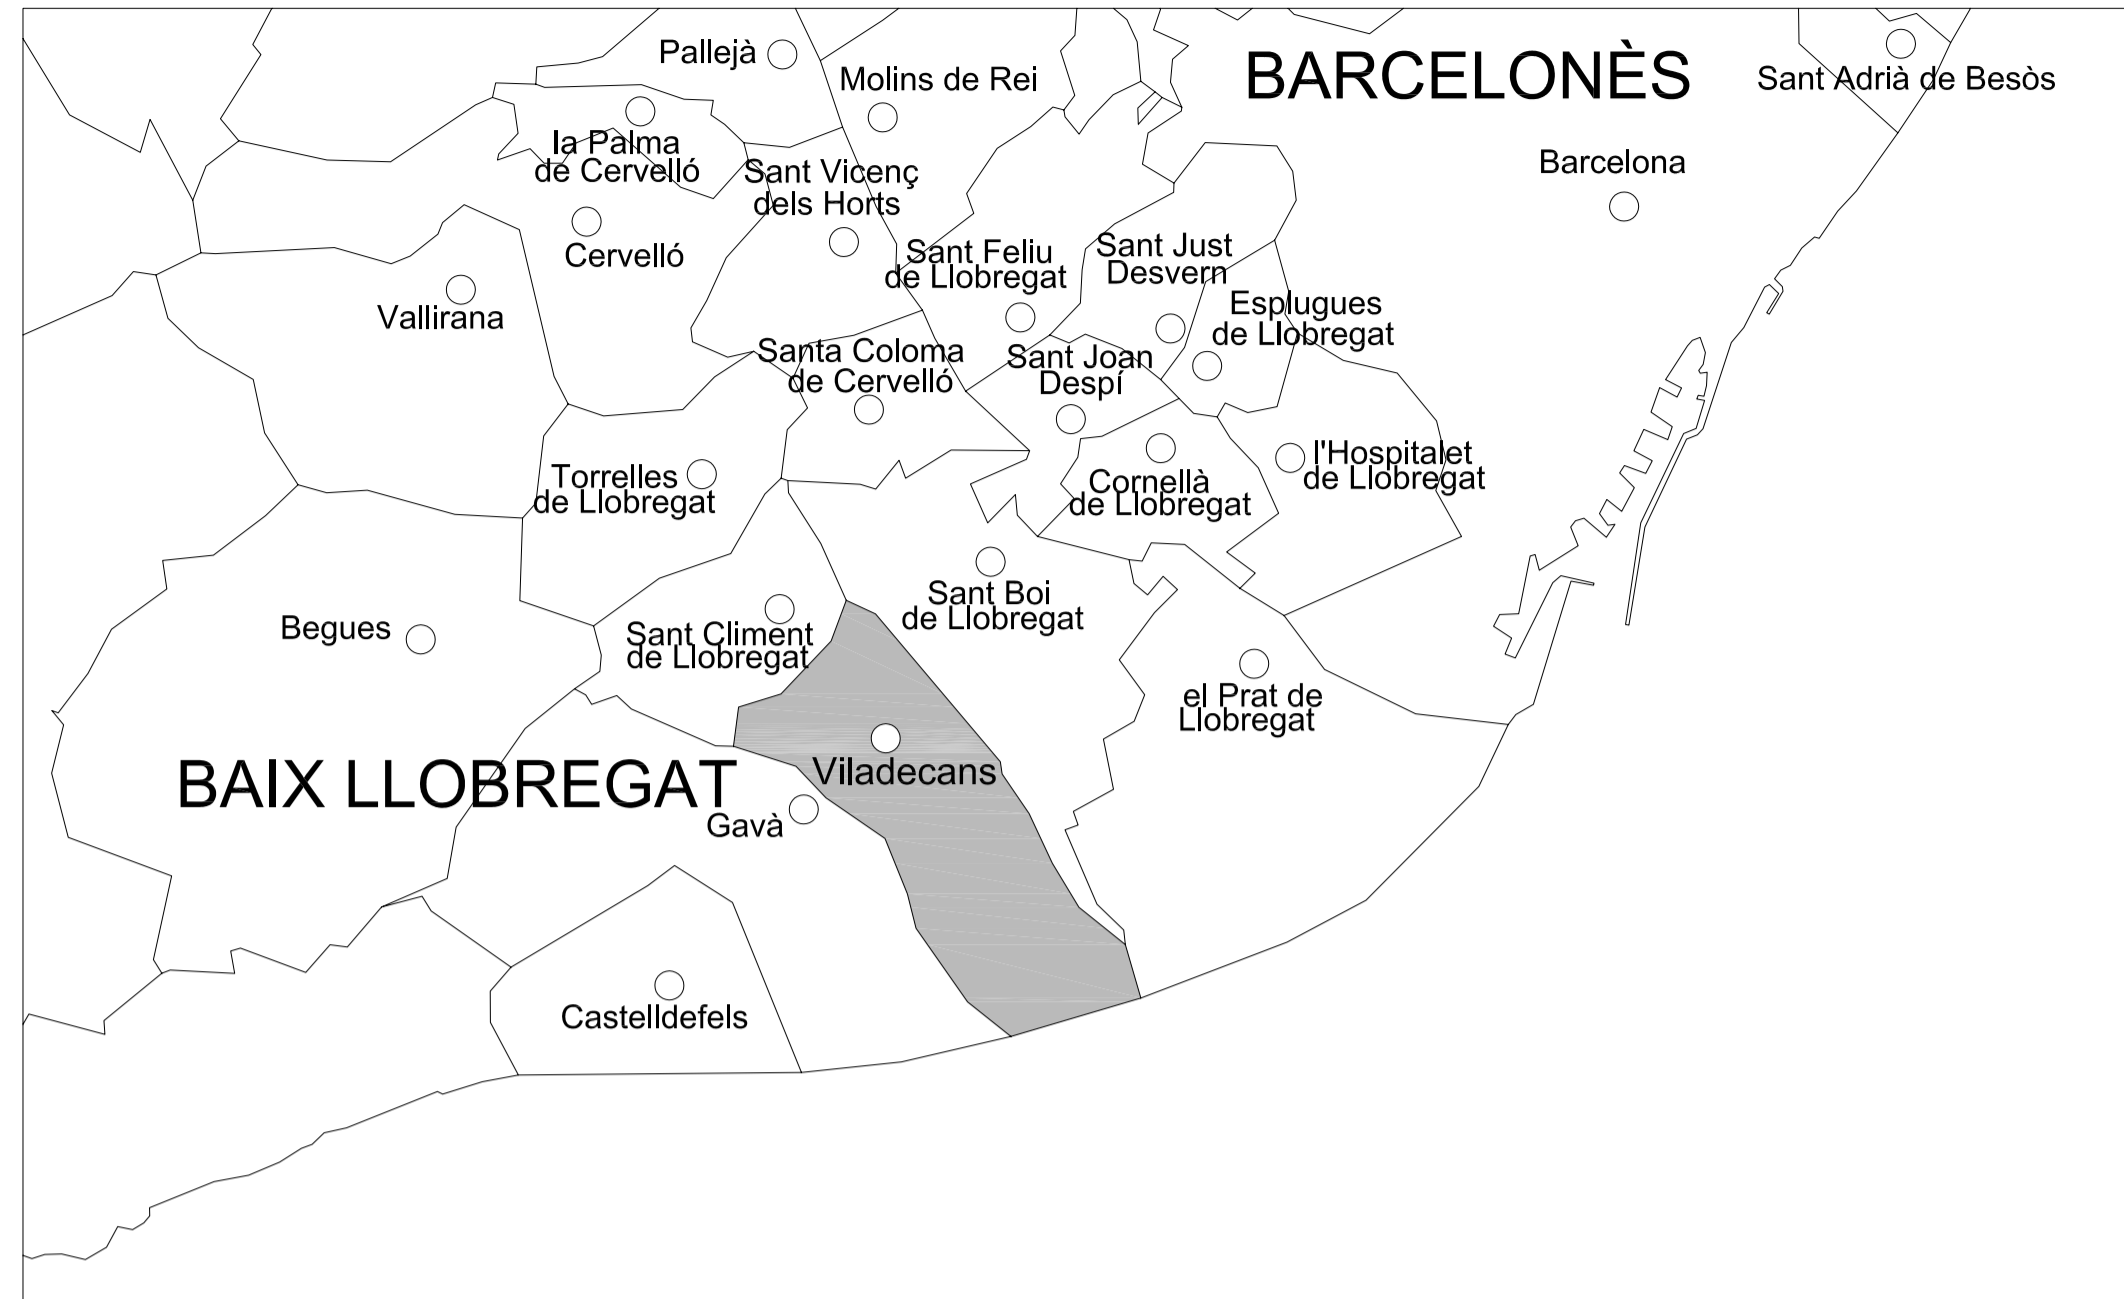 Pallejà
BARCELONÈS
Molins de Rei
Sant Adrià de Besòs
la Palma
de Cervelló
Barcelona
Sant Vicenç
dels Horts
Cervelló
Sant Feliu
de Llobregat
Sant Just
Desvern
Vallirana
Esplugues
de Llobregat
Santa Coloma
de Cervelló
Sant Joan
Despí
Torrelles
de Llobregat
Cornellà
de Llobregat
l'Hospitalet
de Llobregat
Begues
Sant Climent
de Llobregat
Sant Boi
de Llobregat
el Prat de
Llobregat
BAIX LLOBREGAT
Viladecans
Gavà
Castelldefels